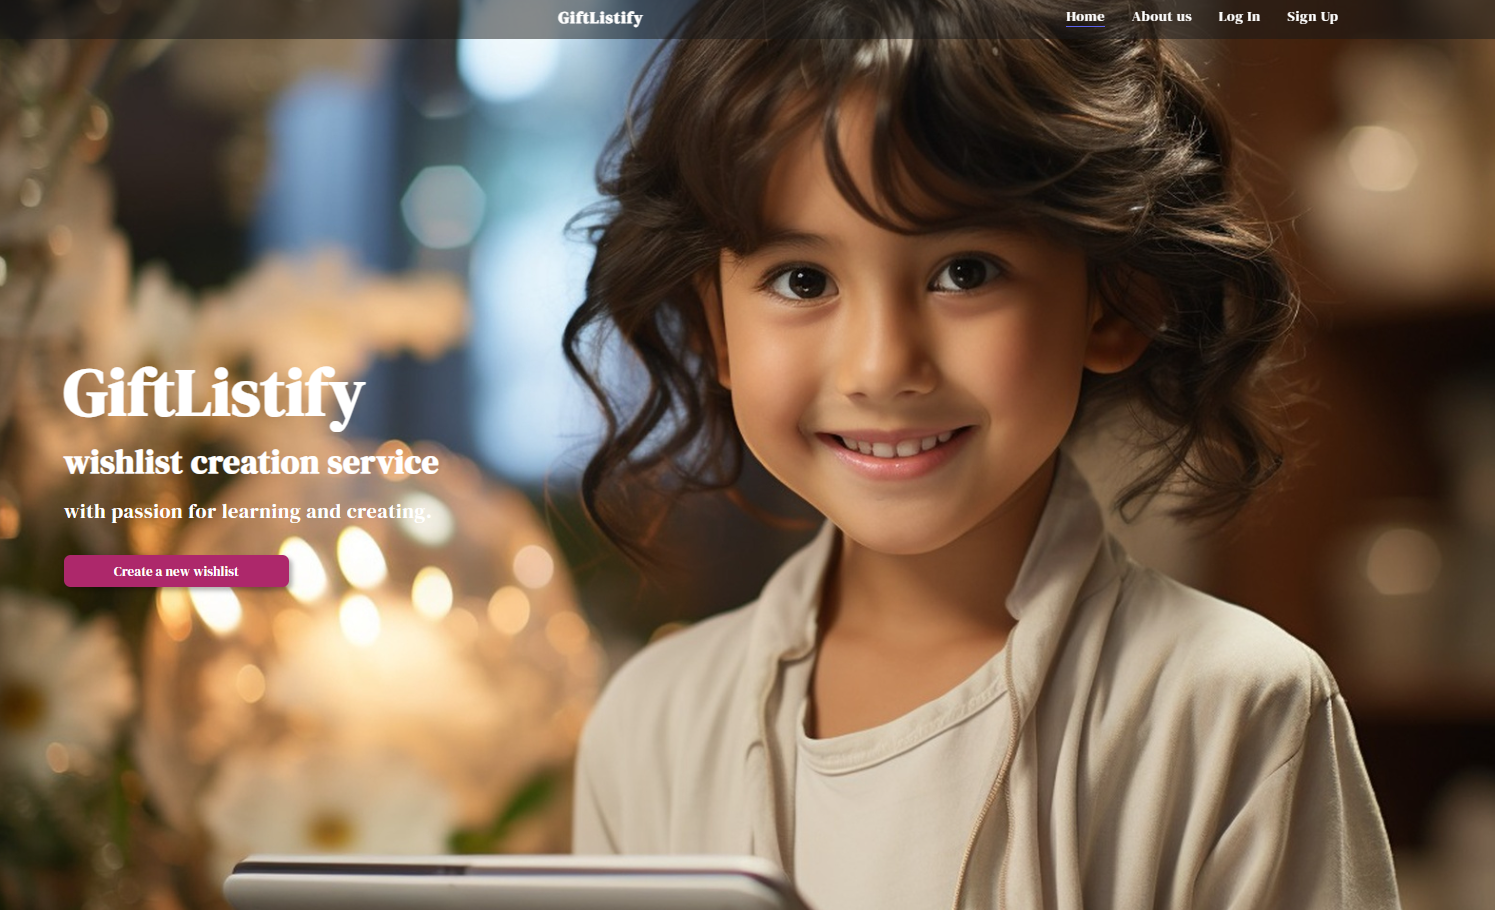 GiftListify
Home About us Log In Sign Up
GiftListify
wishlist creation service
with passion for learning and creating.
Create a new wishlist